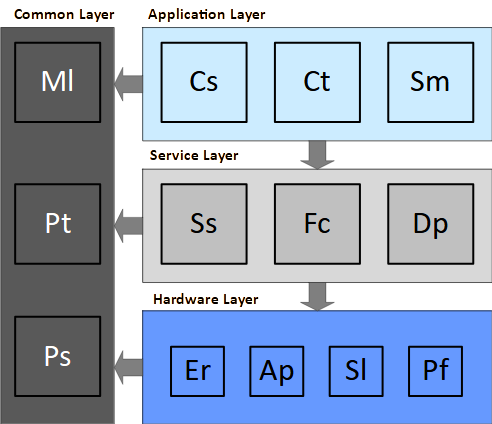 Common Layer
Application Layer
Ml
Cs
Ct
Sm
Service Layer
Pt
Ss
Fc
Dp
Hardware Layer
Ps
Er
Ap
Sl
Pf